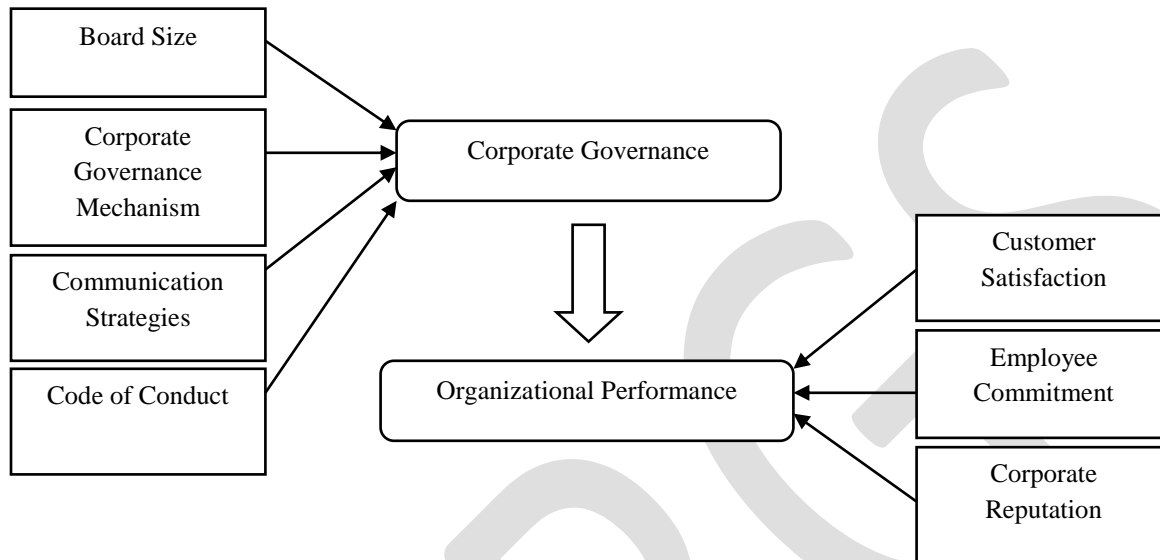 Board Size
Corporate
Governance
Mechanism
Communication
Strategies
Code of Conduct
Corporate Governance
Organizational Performance
Customer
Satisfaction
Employee
Commitment
Corporate
Reputation